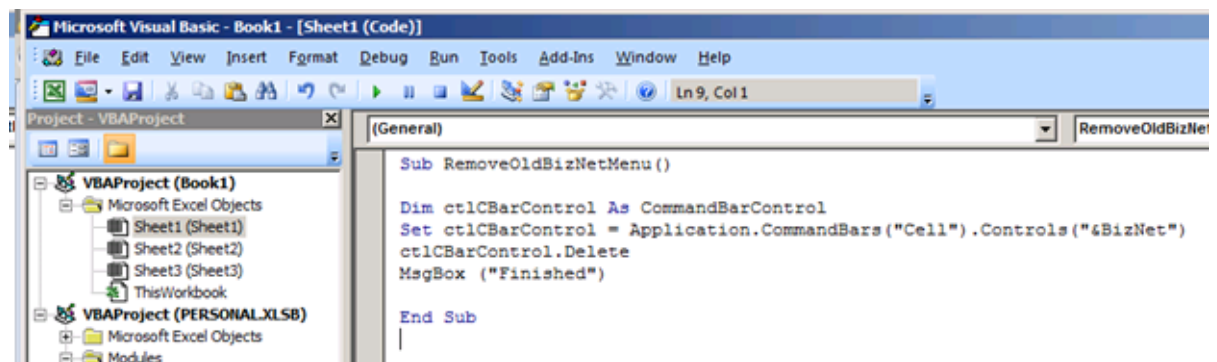 Microsoft Visual Basic - Book1 - [Sheet1 (Code)]
File Edit View Insert Format Debug Run Tools Add-Ins Window Help
Ln 9, Col 1
Project - VBAProject
(General)
RemoveOldBizNet
VBAProject (Book1)
Microsoft Excel Objects
Sheet1 (Sheet1)
Sheet2 (Sheet2)
Sheet3 (Sheet3)
ThisWorkbook
VBAProject (PERSONAL.XLSB)
Microsoft Excel Objects
Modules
Sub RemoveOldBizNetMenu()
Dim ctlCBarControl As CommandBarControl
Set ctlCBarControl = Application.CommandBars("Cell").Controls("&BizNet")
ctlCBarControl.Delete
MsgBox ("Finished")
End Sub